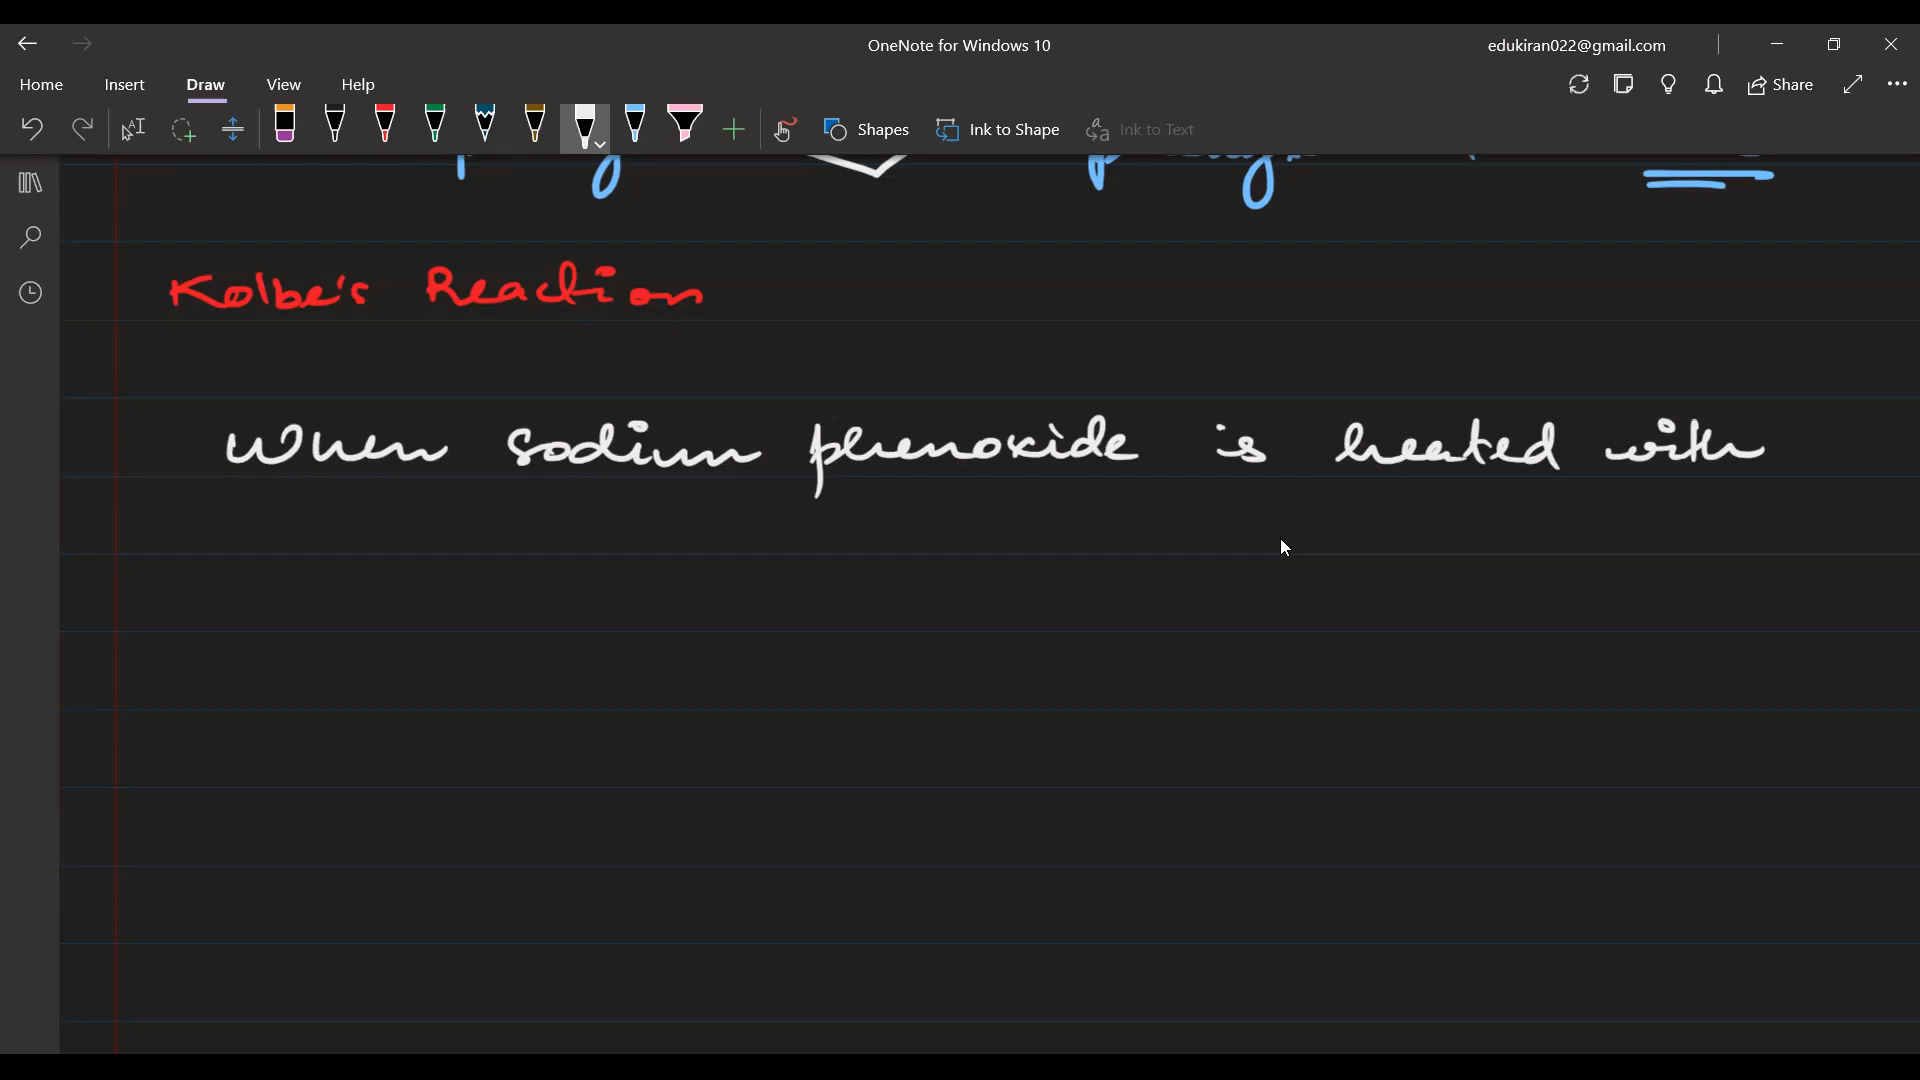 OneNote for Windows 10
edukiran022@gmail.com
Home Insert Draw View Help
Share
Shapes Ink to Shape Ink to Text
Kolbe's Reaction
When sodium phenoxide is heated with